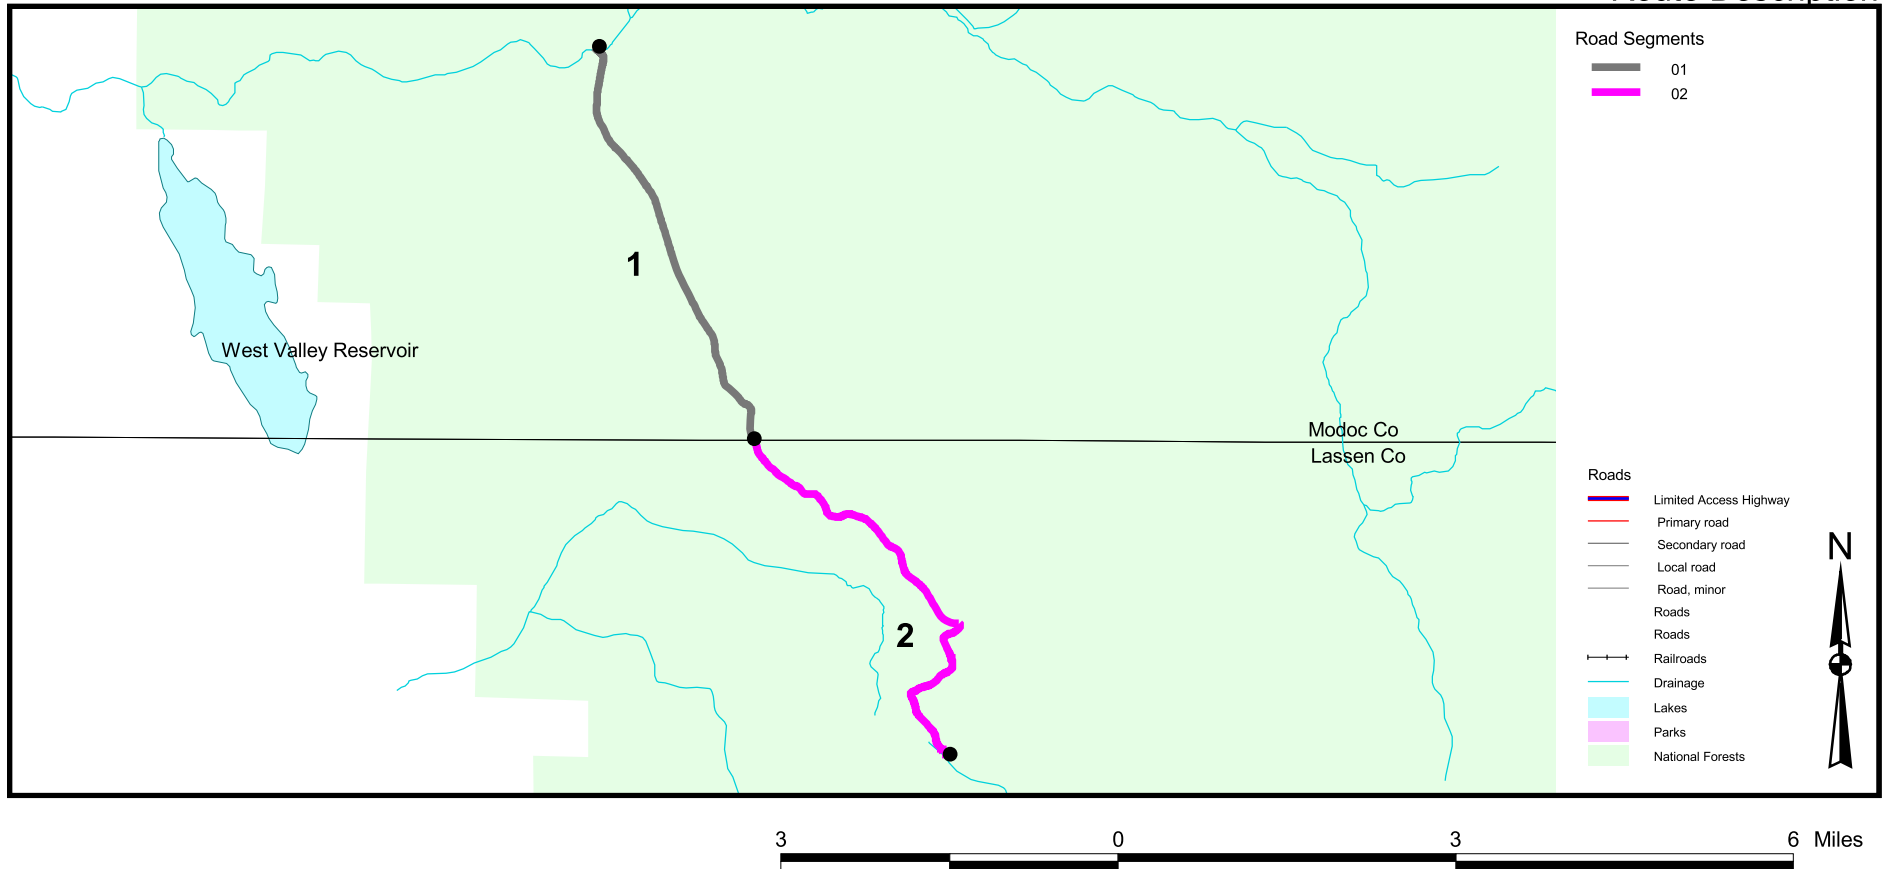 Route Description
Road Segments
01
02
1
West Valley Reservoir
Modoc Co
Lassen Co
2
Roads
Limited Access Highway
Primary road
Secondary road
Local road
Road, minor
Roads
Roads
Railroads
Drainage
Lakes
Parks
National Forests
N
3 0 3 6 Miles